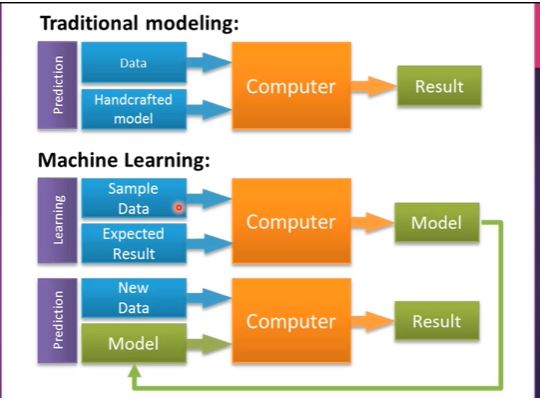 Traditional modeling:
Prediction
Data
Handcrafted
model
Computer
Result
Machine Learning:
Learning
Sample
Data
Expected
Result
Computer
Model
Prediction
New
Data
Model
Computer
Result